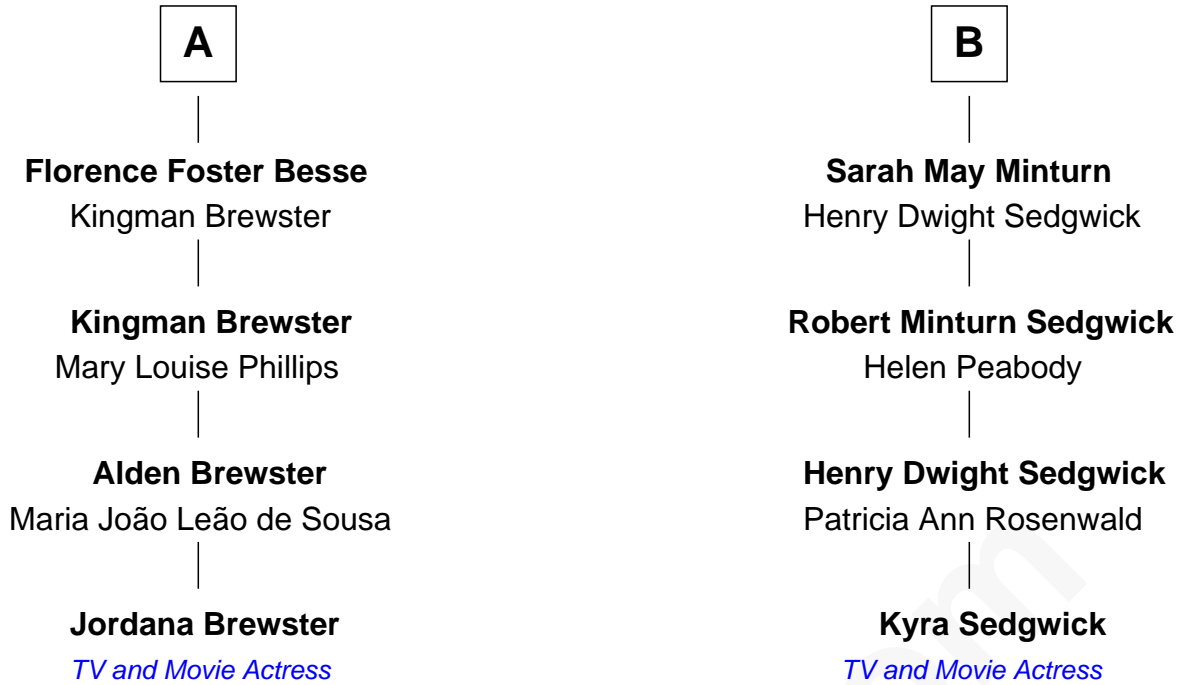 A
Florence Foster Besse
Kingman Brewster
Kingman Brewster
Mary Louise Phillips
Alden Brewster
Maria João Leão de Sousa
Jordana Brewster
TV and Movie Actress
B
Sarah May Minturn
Henry Dwight Sedgwick
Robert Minturn Sedgwick
Helen Peabody
Henry Dwight Sedgwick
Patricia Ann Rosenwald
Kyra Sedgwick
TV and Movie Actress